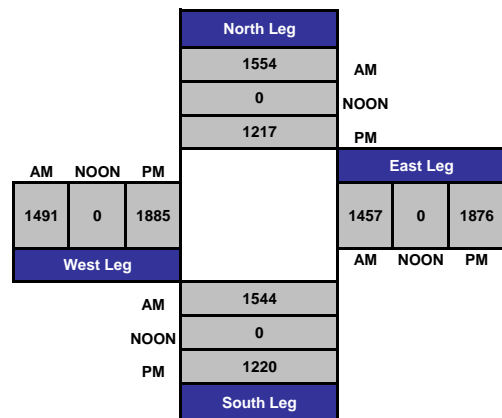 North Leg
1554 AM
0 NOON
1217 PM
AM NOON PM
East Leg
1491 0 1885
1457 0 1876
West Leg
AM NOON PM
AM 1544
NOON 0
PM 1220
South Leg